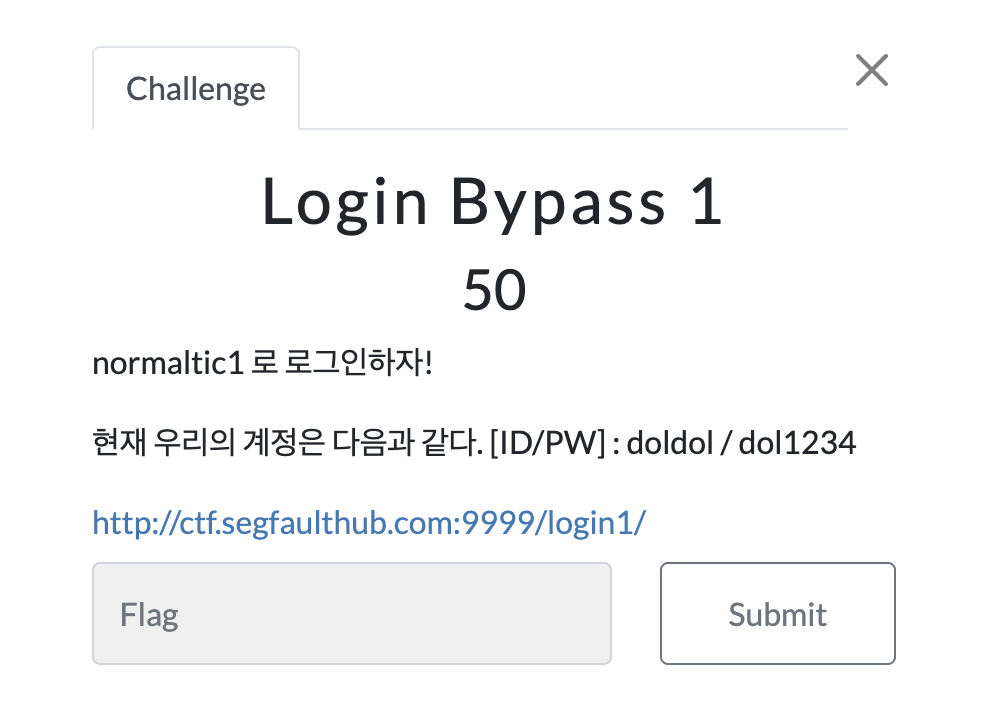 Challenge
Login Bypass 1
50
normaltic1 로 로그인하자!
현재 우리의 계정은 다음과 같다. [ID/PW] : doldol / dol1234
http://ctf.segfaulthub.com:9999/login1/
Flag
Submit